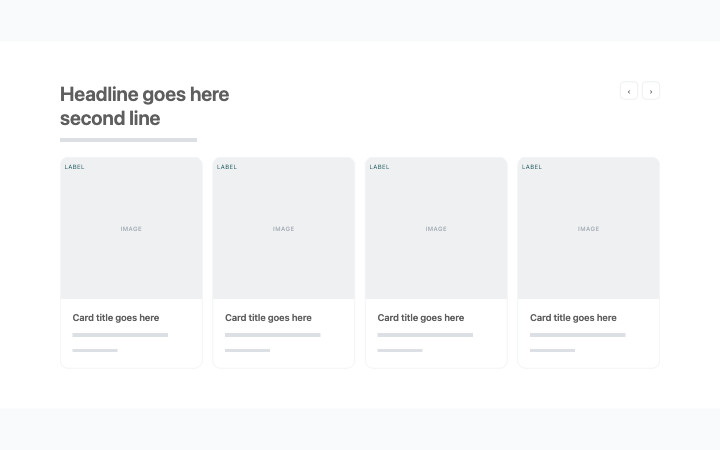 Headline goes here
second line
‹ ›
LABEL LABEL LABEL LABEL
IMAGE IMAGE IMAGE IMAGE
Card title goes here Card title goes here Card title goes here Card title goes here